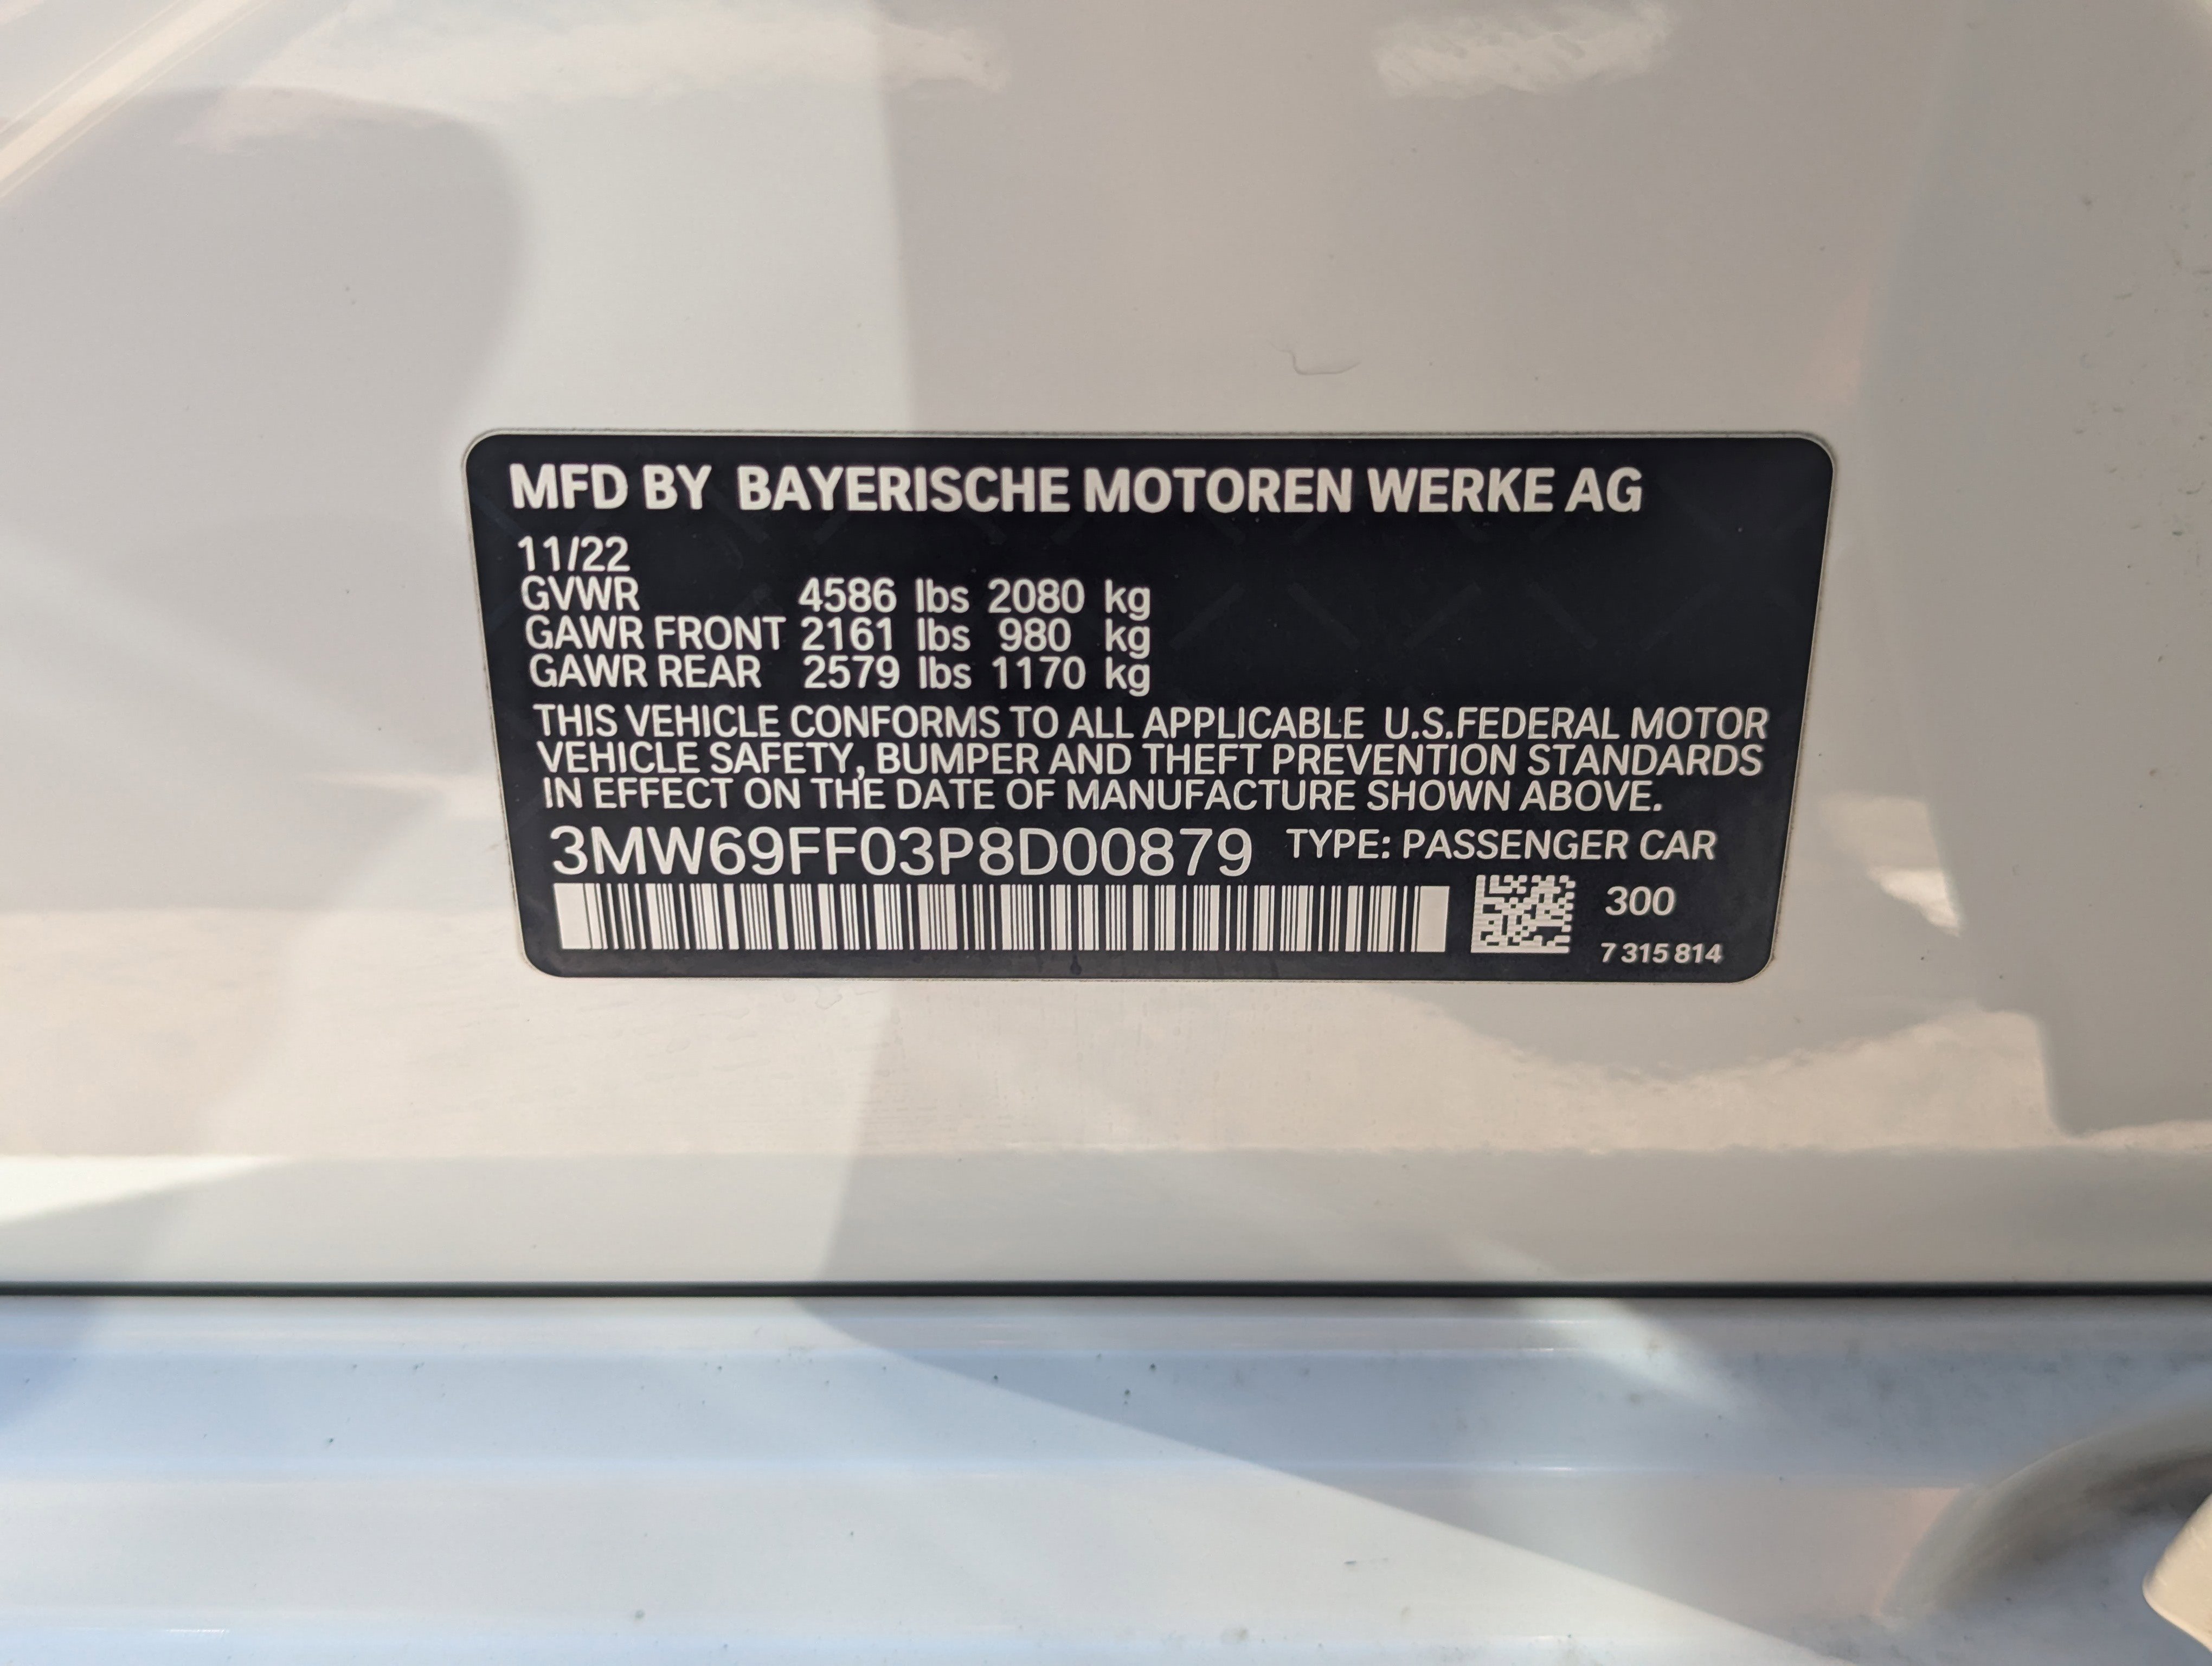 MFD BY BAYERISCHE MOTOREN WERKE AG
11/22
GVWR 4586 lbs 2080 kg
GAWR FRONT 2161 lbs 980 kg
GAWR REAR 2579 lbs 1170 kg
THIS VEHICLE CONFORMS TO ALL APPLICABLE U.S.FEDERAL MOTOR
VEHICLE SAFETY, BUMPER AND THEFT PREVENTION STANDARDS
IN EFFECT ON THE DATE OF MANUFACTURE SHOWN ABOVE.
3MW69FF03P8D00879 TYPE: PASSENGER CAR
300
7 315 814